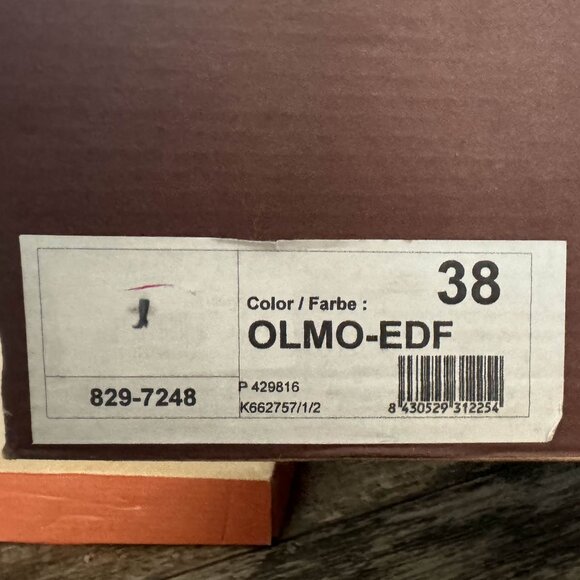 38
Color / Farbe :
OLMO-EDF
829-7248
P 429816
K662757/1/2
8 430529 312254